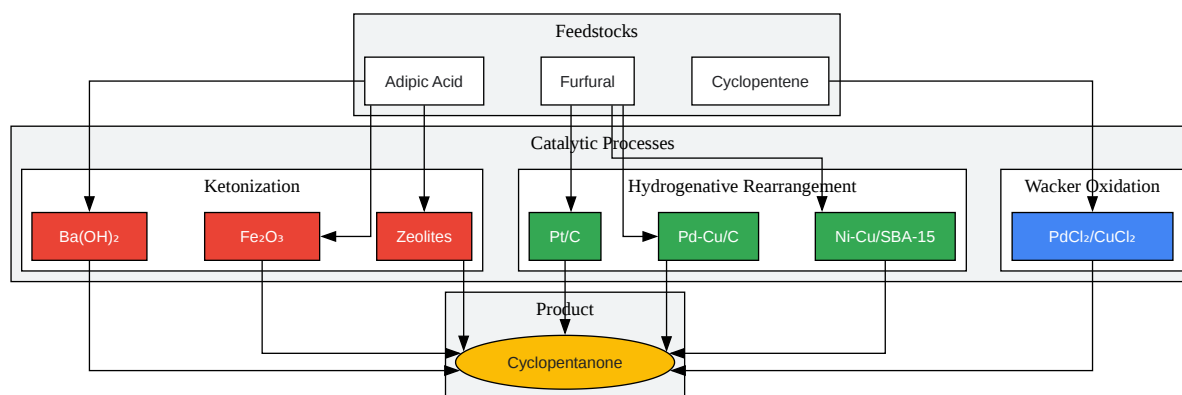 Feedstocks
Adipic Acid
Furfural
Cyclopentene
Catalytic Processes
Ketonization
Hydrogenative Rearrangement
Wacker Oxidation
Ba(OH)₂
Fe₂O₃
Zeolites
Pt/C
Pd-Cu/C
Ni-Cu/SBA-15
PdCl₂/CuCl₂
Product
Cyclopentanone